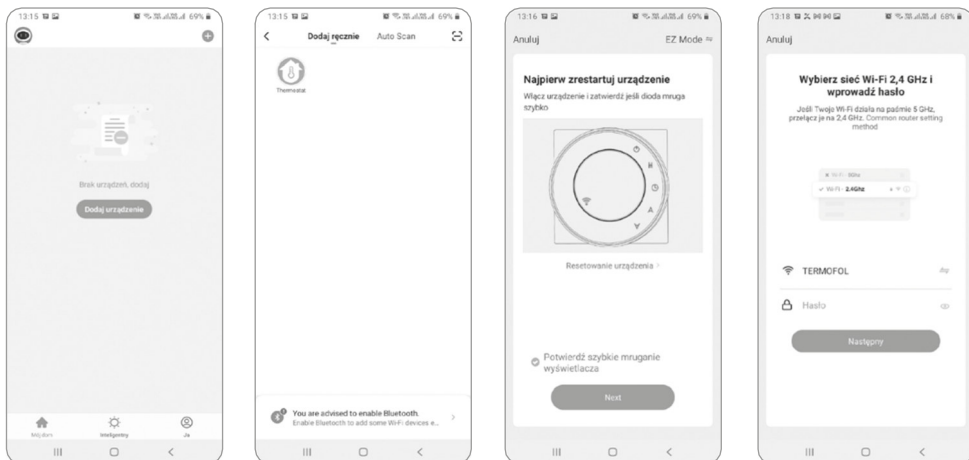 13:15
69%
Brak urządzeń, dodaj
Dodaj urządzenie
Mój dom
Inteligentny
Ja
13:15
69%
Dodaj ręcznie
Auto Scan
Thermostat
You are advised to enable Bluetooth.
Enable Bluetooth to add some Wi-Fi devices e...
13:16
69%
Anuluj
EZ Mode
Najpierw zrestartuj urządzenie
Włącz urządzenie i zatwierdź jeśli dioda mruga
szybko
M
Resetowanie urządzenia
Potwierdź szybkie mruganie
wyświetlacza
Next
13:18
68%
Anuluj
Wybierz sieć Wi-Fi 2,4 GHz i
wprowadź hasło
Jeśli Twoje Wi-Fi działa na paśmie 5 GHz,
przełącz je na 2,4 GHz. Common router setting
method
Wi-Fi - 5Ghz
Wi-Fi - 2.4Ghz
TERMOFOL
Hasło
Następny